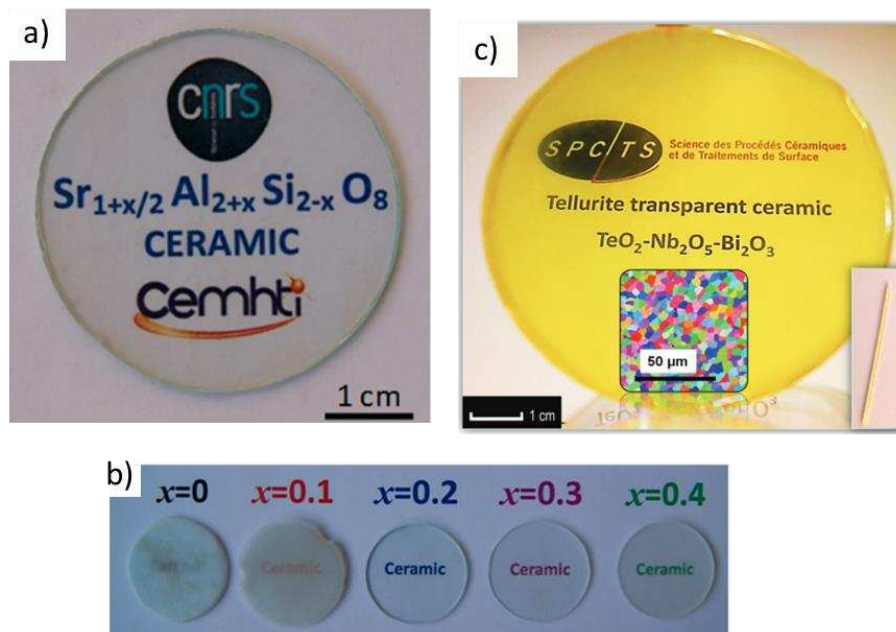 a)
cnrs
Sr1+x/2 Al2+x Si2-x O8
CERAMIC
Cemhti
1 cm
c)
SPCTS
Science des Procédés Céramiques
et de Traitements de Surface
Tellurite transparent ceramic
TeO2-Nb2O5-Bi2O3
50 µm
1 cm
b)
x=0
x=0.1
x=0.2
x=0.3
x=0.4
Ceramic
Ceramic
Ceramic
Ceramic